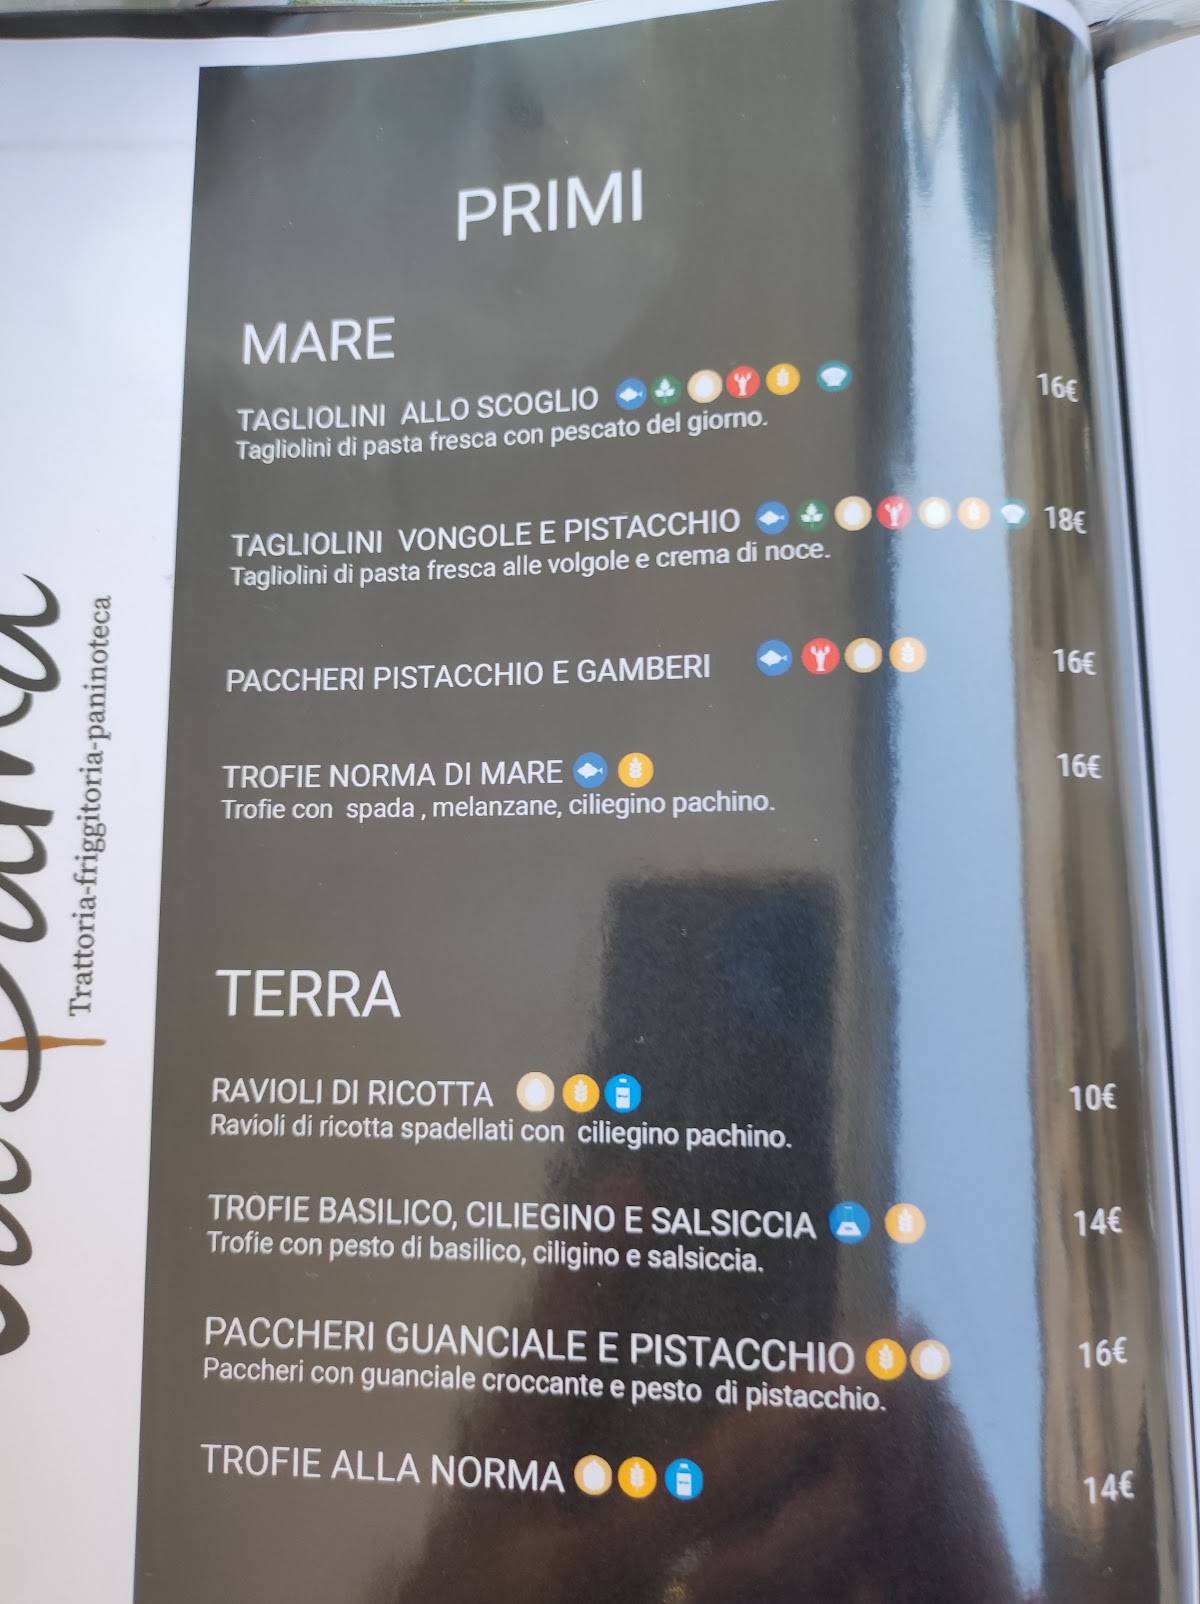 PRIMI
MARE
TAGLIOLINI ALLO SCOGLIO 16€
Tagliolini di pasta fresca con pescato del giorno.
TAGLIOLINI VONGOLE E PISTACCHIO 18€
Tagliolini di pasta fresca alle volgole e crema di noce.
PACCHERI PISTACCHIO E GAMBERI 16€
TROFIE NORMA DI MARE 16€
Trofie con spada , melanzane, ciliegino pachino.
TERRA
RAVIOLI DI RICOTTA 10€
Ravioli di ricotta spadellati con ciliegino pachino.
TROFIE BASILICO, CILIEGINO E SALSICCIA 14€
Trofie con pesto di basilico, ciligino e salsiccia.
PACCHERI GUANCIALE E PISTACCHIO 16€
Paccheri con guanciale croccante e pesto di pistacchio.
TROFIE ALLA NORMA 14€
Trattoria-friggitoria-paninoteca